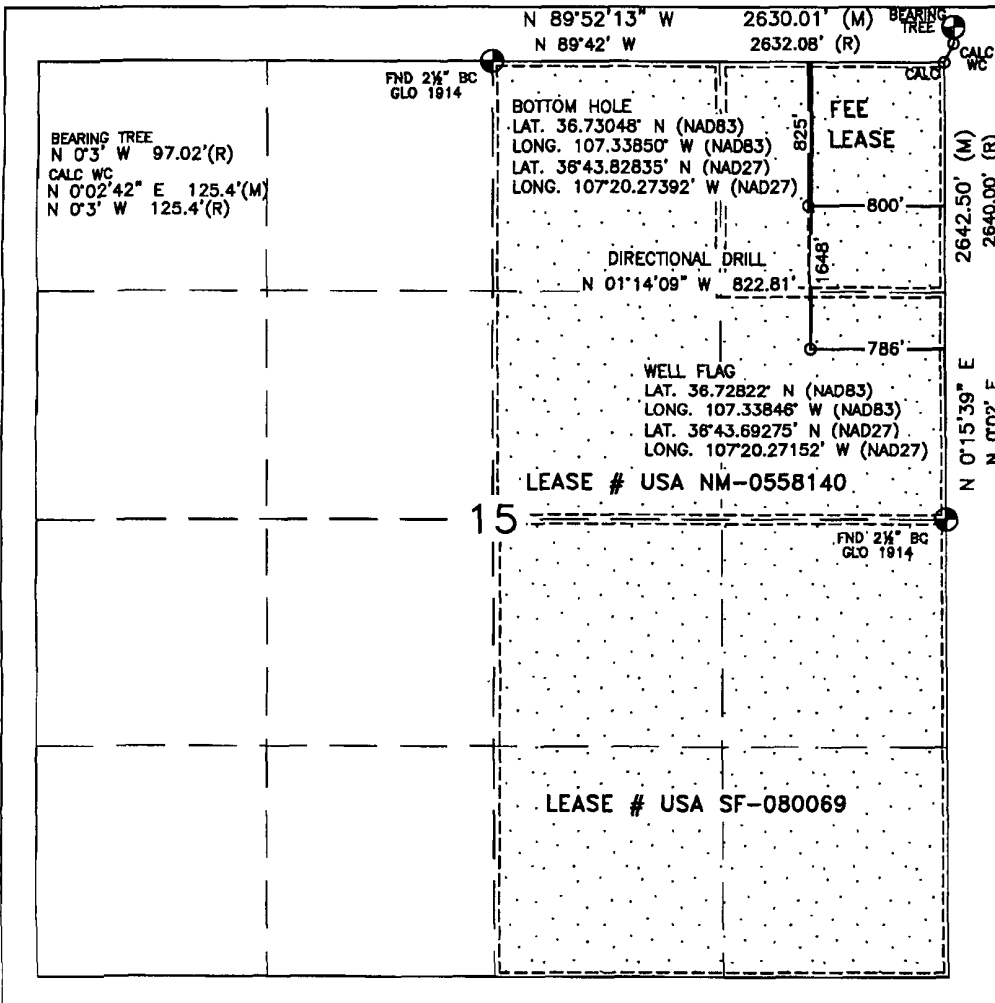 N 89°52'13" W 2630.01' (M)
N 89°42' W 2632.08' (R)
BEARING
TREE
CALC
WC
CALC
FND 2½" BC
GLO 1914
BEARING TREE
N 0°3' W 97.02'(R)
CALC WC
N 0°02'42" E 125.4'(M)
N 0°3' W 125.4'(R)
BOTTOM HOLE
LAT. 36.73048° N (NAD83)
LONG. 107.33850° W (NAD83)
LAT. 36°43.82835' N (NAD27)
LONG. 107°20.27392' W (NAD27)
825'
FEE
LEASE
800'
1648'
DIRECTIONAL DRILL
N 01°14'09" W 822.81'
786'
WELL FLAG
LAT. 36.72822° N (NAD83)
LONG. 107.33846° W (NAD83)
LAT. 36°43.69275' N (NAD27)
LONG. 107°20.27152' W (NAD27)
N 0°15'39" E 2642.50' (M)
N 0°02' E 2640.00' (R)
LEASE # USA NM-0558140
15
FND 2½" BC
GLO 1914
LEASE # USA SF-080069